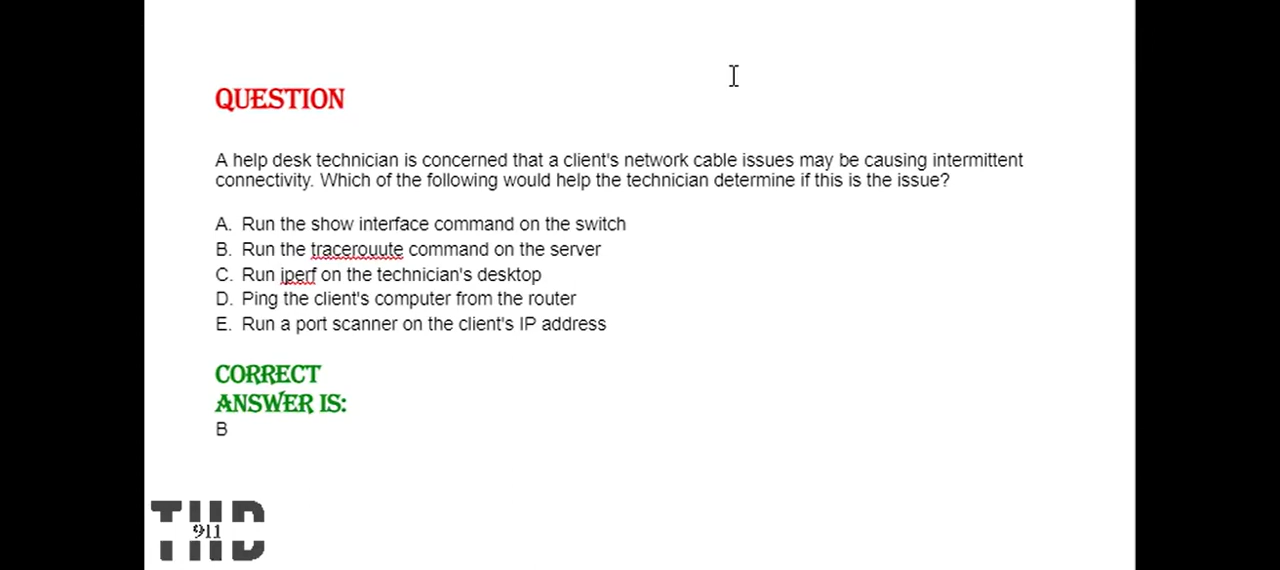 QUESTION
A help desk technician is concerned that a client's network cable issues may be causing intermittent
connectivity. Which of the following would help the technician determine if this is the issue?
A. Run the show interface command on the switch
B. Run the tracerouute command on the server
C. Run iperf on the technician's desktop
D. Ping the client's computer from the router
E. Run a port scanner on the client's IP address
CORRECT
ANSWER IS:
B
THD
911